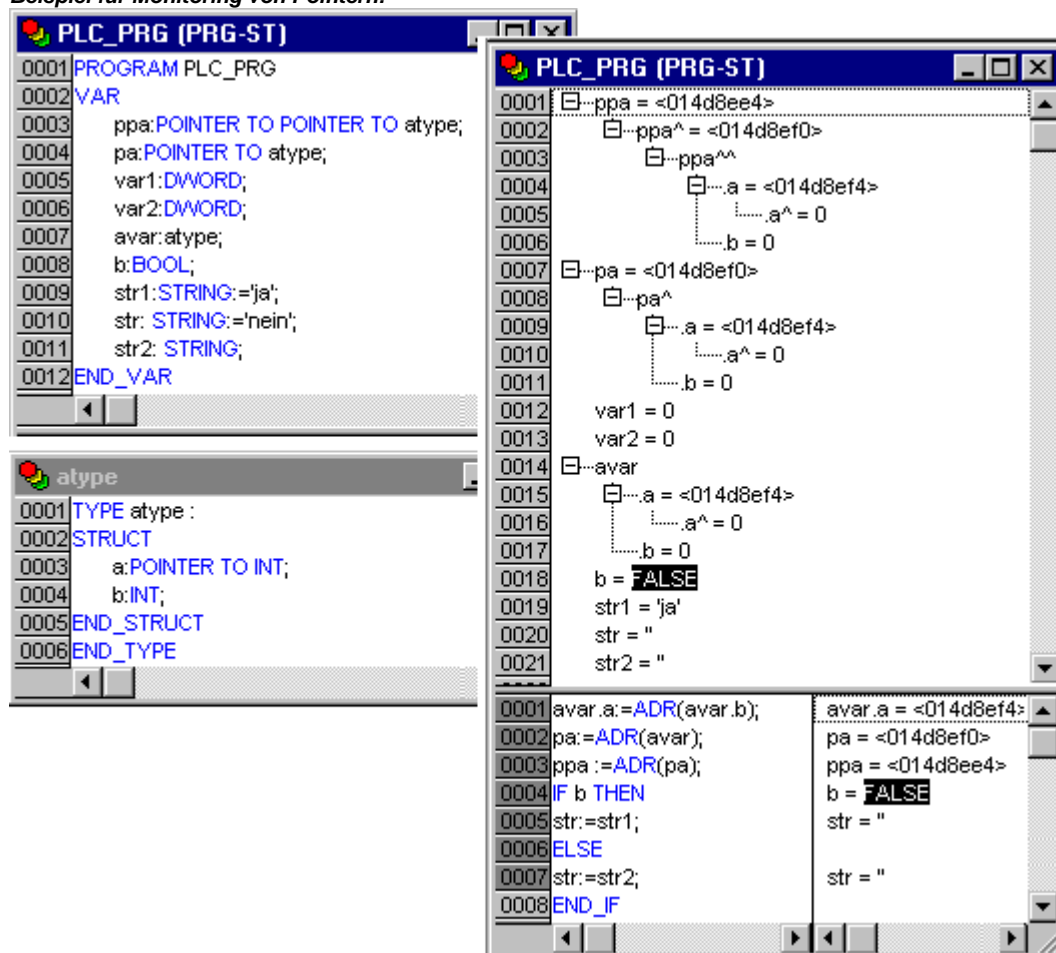 Beispiel für Monitoring von Pointern:
PLC_PRG (PRG-ST)
0001 PROGRAM PLC_PRG
0002 VAR
0003 ppa:POINTER TO POINTER TO atype;
0004 pa:POINTER TO atype;
0005 var1:DWORD;
0006 var2:DWORD;
0007 avar:atype;
0008 b:BOOL;
0009 str1:STRING:='ja';
0010 str: STRING:='nein';
0011 str2: STRING;
0012 END_VAR
atype
0001 TYPE atype :
0002 STRUCT
0003 a:POINTER TO INT;
0004 b:INT;
0005 END_STRUCT
0006 END_TYPE
PLC_PRG (PRG-ST)
0001 ppa = <014d8ee4>
0002 ppa^ = <014d8ef0>
0003 ppa^^
0004 .a = <014d8ef4>
0005 .a^ = 0
0006 .b = 0
0007 pa = <014d8ef0>
0008 pa^
0009 .a = <014d8ef4>
0010 .a^ = 0
0011 .b = 0
0012 var1 = 0
0013 var2 = 0
0014 avar
0015 .a = <014d8ef4>
0016 .a^ = 0
0017 .b = 0
0018 b = FALSE
0019 str1 = 'ja'
0020 str = ''
0021 str2 = ''
0001 avar.a:=ADR(avar.b); avar.a = <014d8ef4>
0002 pa:=ADR(avar); pa = <014d8ef0>
0003 ppa :=ADR(pa); ppa = <014d8ee4>
0004 IF b THEN b = FALSE
0005 str:=str1; str = ''
0006 ELSE
0007 str:=str2; str = ''
0008 END_IF